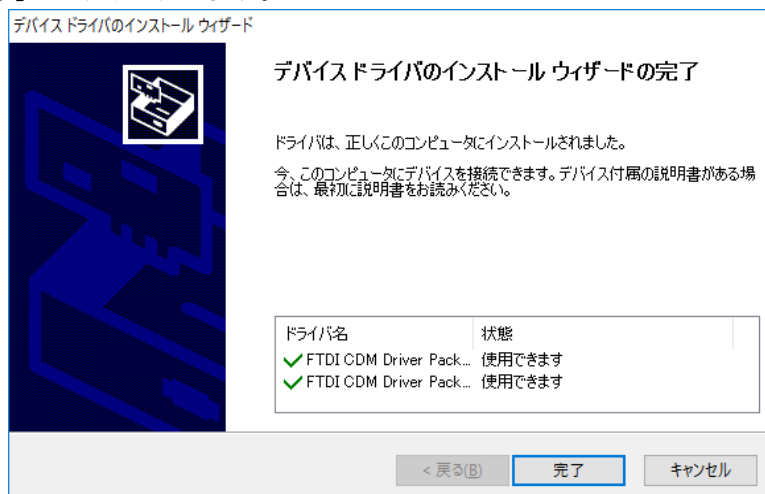 デバイス ドライバのインストール ウィザード
デバイス ドライバのインストール ウィザードの完了
ドライバは、正しくこのコンピュータにインストールされました。
今、このコンピュータにデバイスを接続できます。デバイス付属の説明書がある場
合は、最初に説明書をお読みください。
ドライバ名 状態
FTDI CDM Driver Pack... 使用できます
FTDI CDM Driver Pack... 使用できます
< 戻る(B) 完了 キャンセル